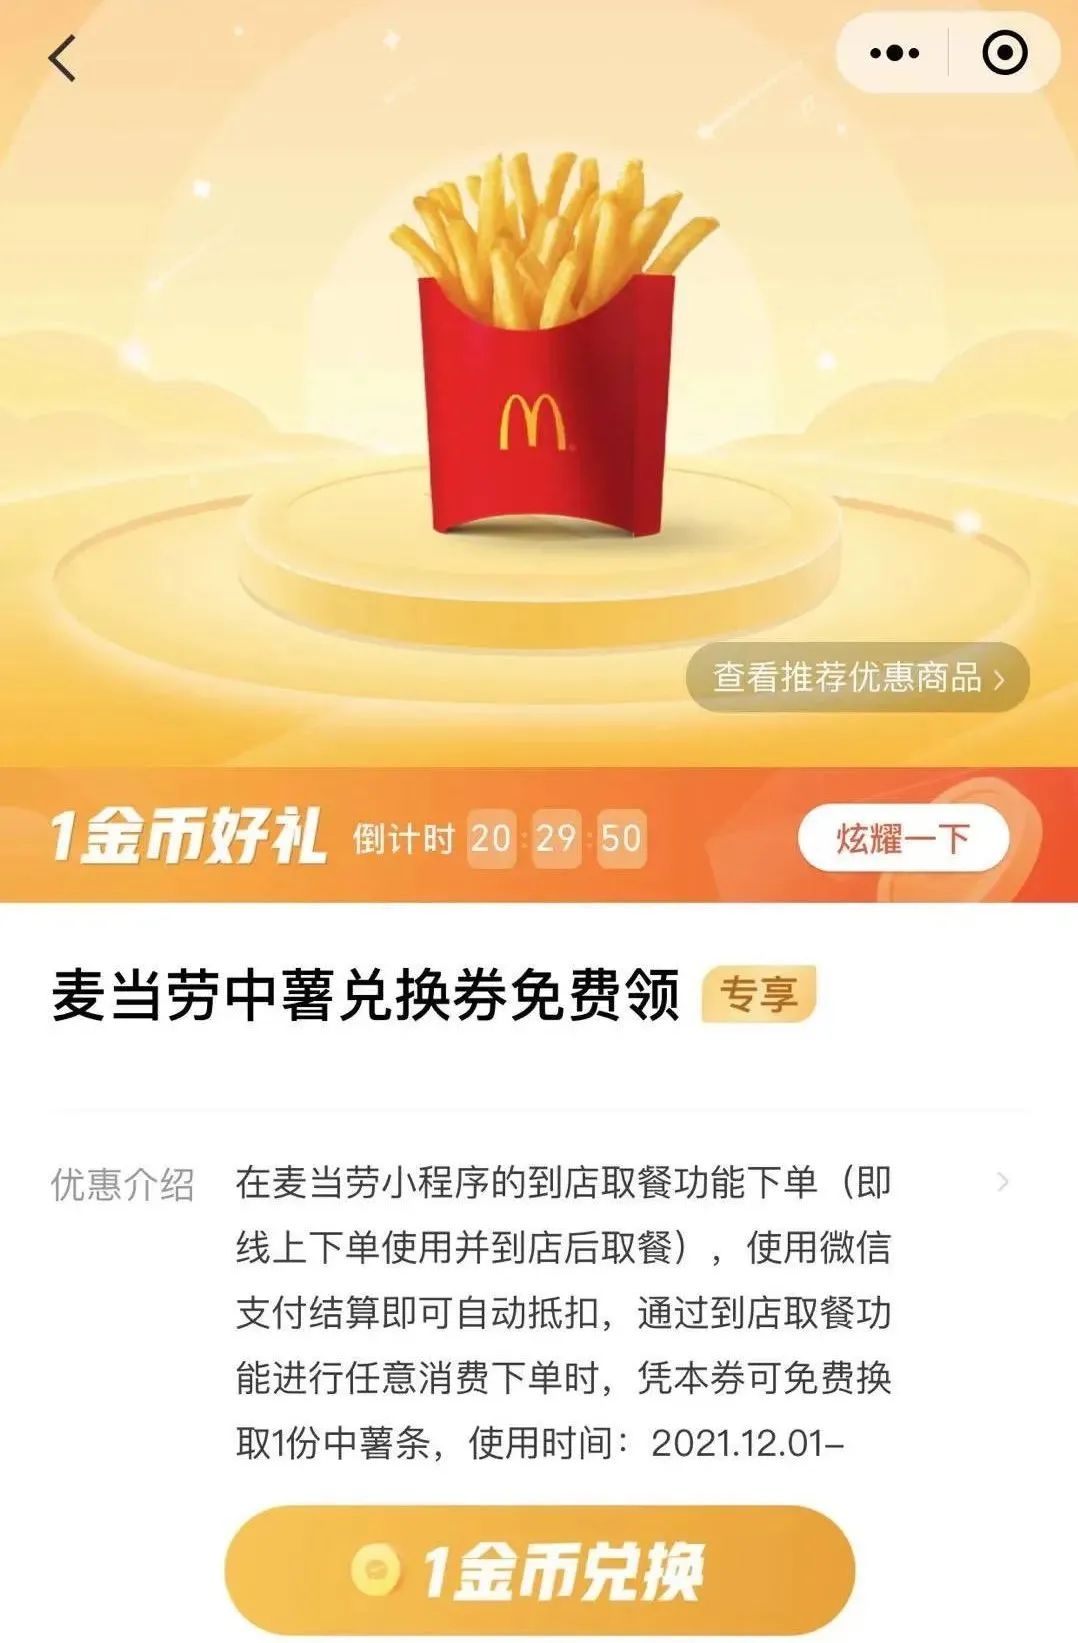 查看推荐优惠商品
1金币好礼 倒计时 20:29:50 炫耀一下
麦当劳中薯兑换券免费领 专享
优惠介绍 在麦当劳小程序的到店取餐功能下单（即
线上下单使用并到店后取餐），使用微信
支付结算即可自动抵扣，通过到店取餐功
能进行任意消费下单时，凭本券可免费换
取1份中薯条，使用时间：2021.12.01-
1金币兑换